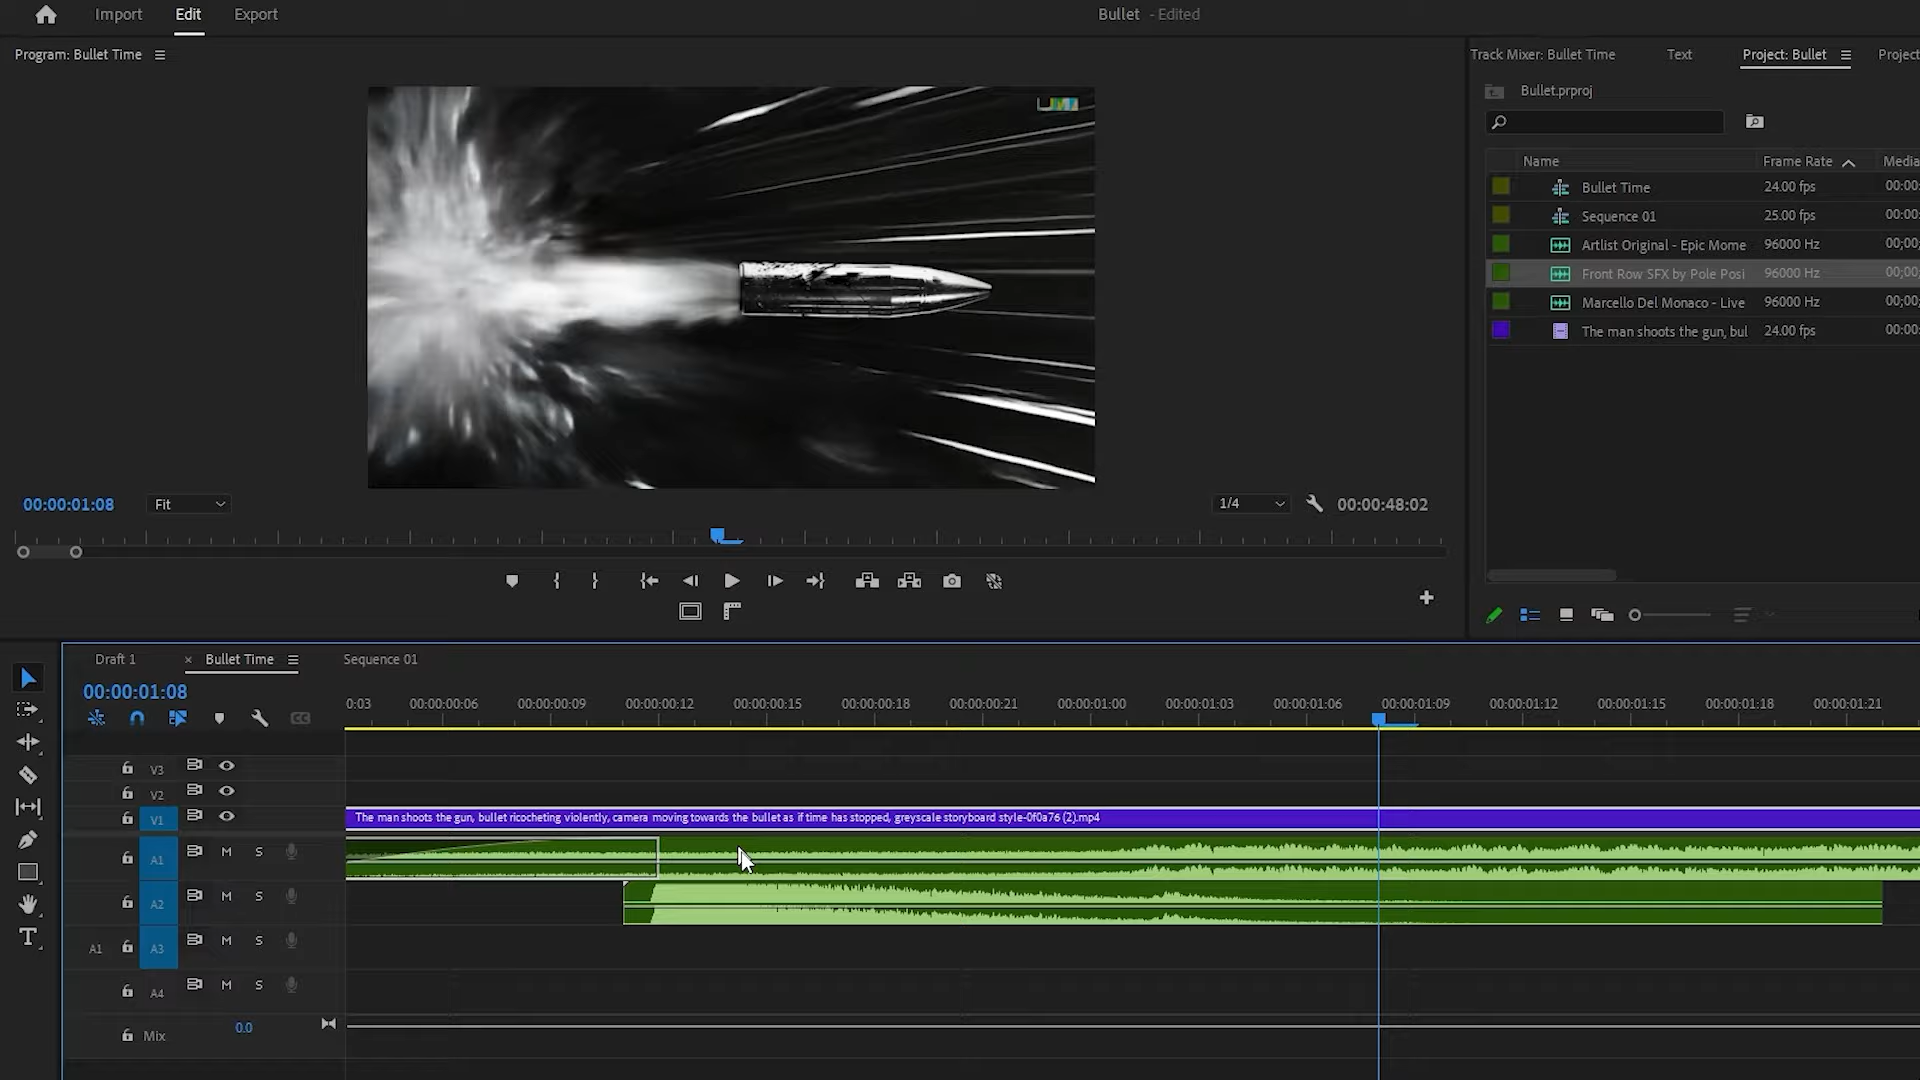 Import Edit Export Bullet - Edited
Program: Bullet Time
Track Mixer: Bullet Time Text Project: Bullet Project
Bullet.prproj
Name Frame Rate Media
Bullet Time 24.00 fps 00:00:
Sequence 01 25.00 fps 00:00:
Artlist Original - Epic Mome 96000 Hz 00;00;
Front Row SFX by Pole Posi 96000 Hz 00;00;
Marcello Del Monaco - Live 96000 Hz 00;00;
The man shoots the gun, bul 24.00 fps 00:00:
00:00:01:08 Fit 1/4 00:00:48:02
Draft 1 × Bullet Time Sequence 01
00:00:01:08
0:03 00:00:00:06 00:00:00:09 00:00:00:12 00:00:00:15 00:00:00:18 00:00:00:21 00:00:01:00 00:00:01:03 00:00:01:06 00:00:01:09 00:00:01:12 00:00:01:15 00:00:01:18 00:00:01:21
CC
V3
V2
V1 The man shoots the gun, bullet ricocheting violently, camera moving towards the bullet as if time has stopped, greyscale storyboard style-0f0a76 (2).mp4
A1 M S
A2 M S
A1 A3 M S
A4 M S
Mix 0.0
T